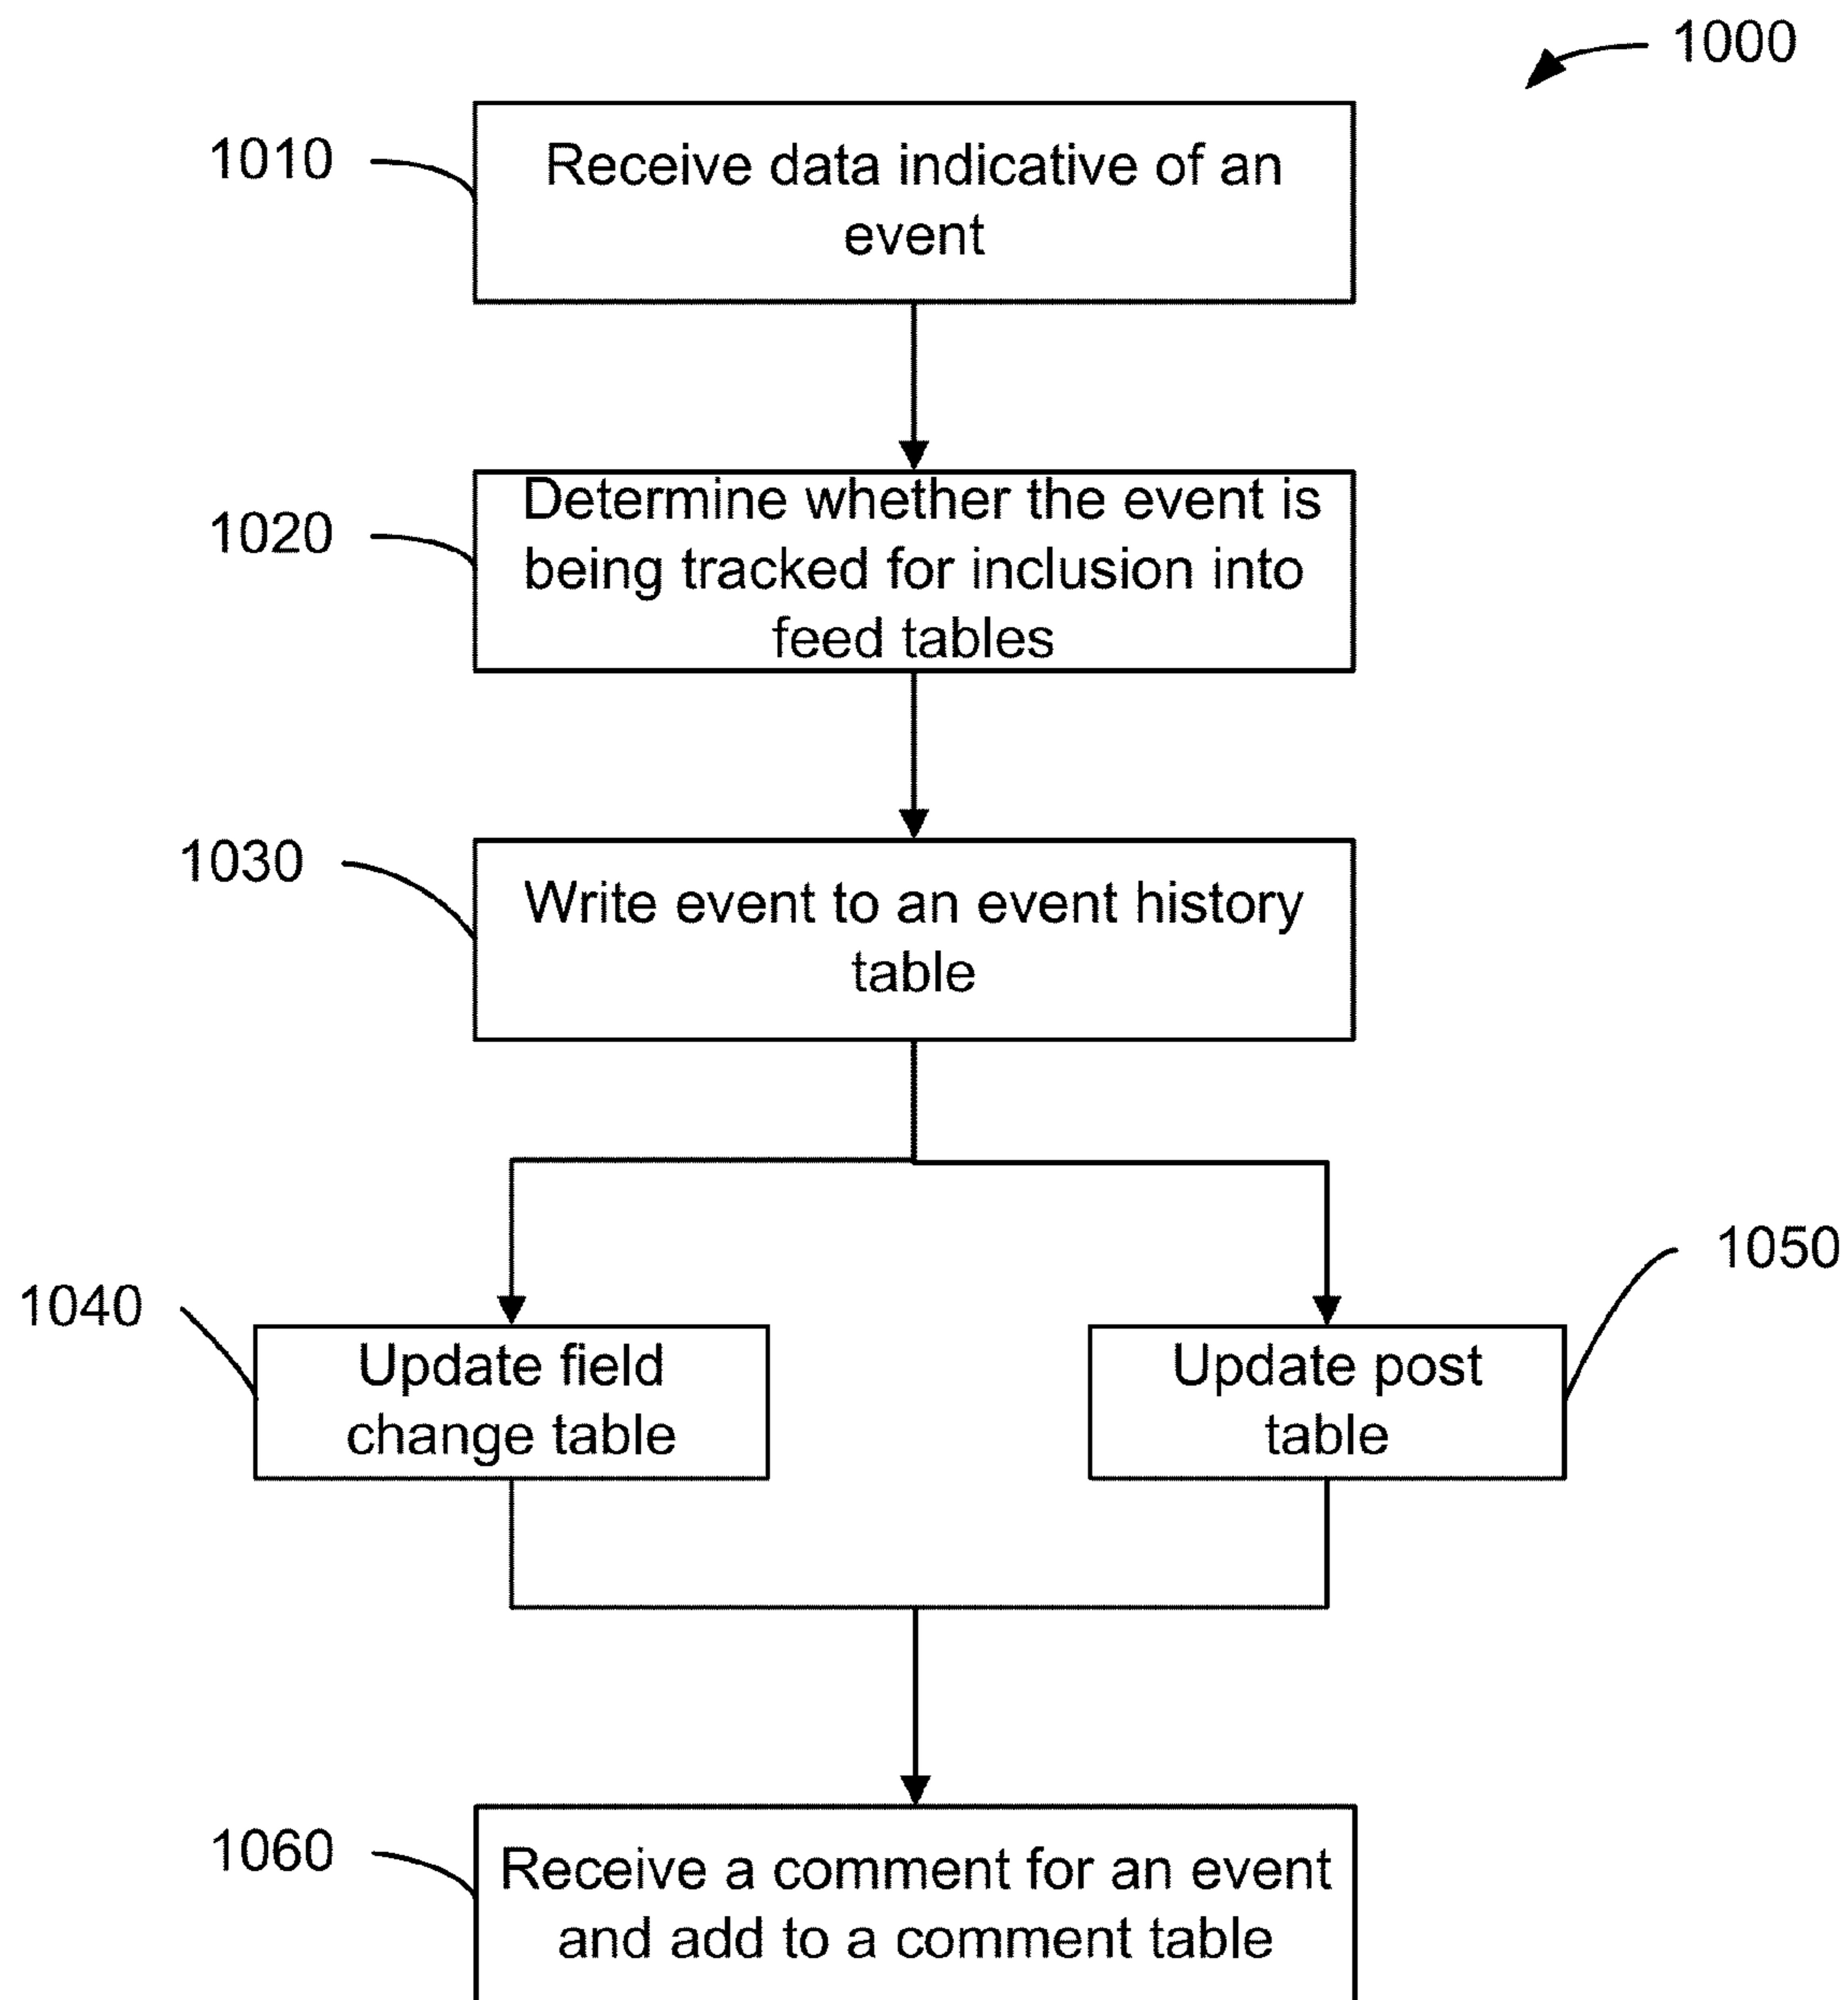 1000
1010
Receive data indicative of an
event
1020
Determine whether the event is
being tracked for inclusion into
feed tables
1030
Write event to an event history
table
1040
Update field
change table
1050
Update post
table
1060
Receive a comment for an event
and add to a comment table